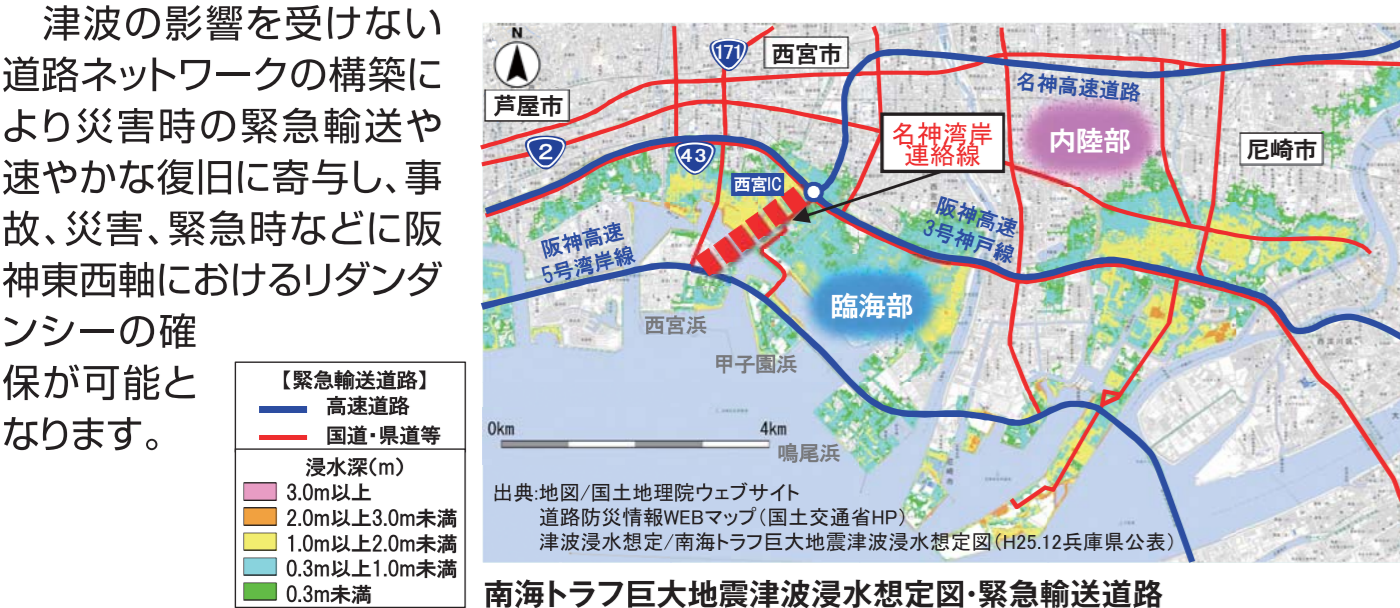 津波の影響を受けない
道路ネットワークの構築に
より災害時の緊急輸送や
速やかな復旧に寄与し、事
故、災害、緊急時などに阪
神東西軸におけるリダンダ
ンシーの確
保が可能と
なります。
【緊急輸送道路】
高速道路
国道・県道等
浸水深(m)
3.0m以上
2.0m以上3.0m未満
1.0m以上2.0m未満
0.3m以上1.0m未満
0.3m未満
N
芦屋市
171
西宮市
2
43
西宮IC
名神湾岸
連絡線
名神高速道路
内陸部
尼崎市
阪神高速
5号湾岸線
阪神高速
3号神戸線
臨海部
西宮浜
甲子園浜
鳴尾浜
0km
4km
出典:地図/国土地理院ウェブサイト
道路防災情報WEBマップ(国土交通省HP)
津波浸水想定/南海トラフ巨大地震津波浸水想定図(H25.12兵庫県公表)
南海トラフ巨大地震津波浸水想定図・緊急輸送道路